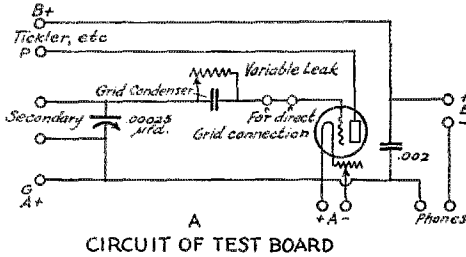 B+
Tickler, etc
P
Variable Leak
Grid Condenser
Secondary
.00025
Mfd.
For direct
Grid connection
+
B
-
.002
G
A+
+A-
Phones
A
CIRCUIT OF TEST BOARD